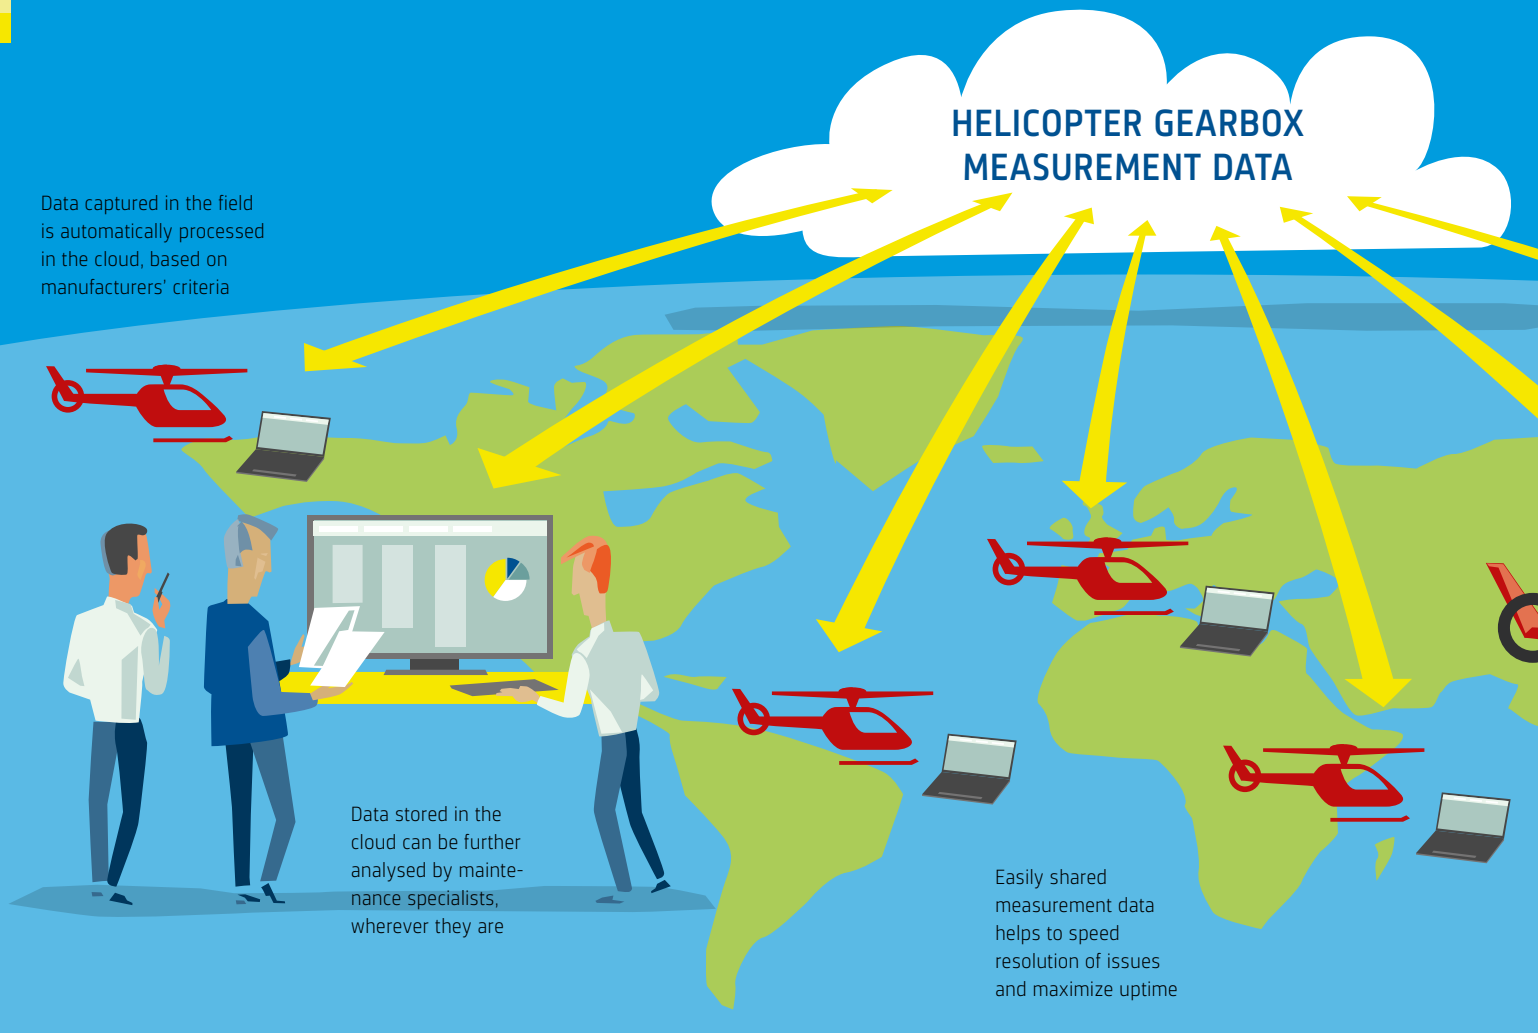 HELICOPTER GEARBOX
MEASUREMENT DATA
Data captured in the field
is automatically processed
in the cloud, based on
manufacturers’ criteria
Data stored in the
cloud can be further
analysed by mainte-
nance specialists,
wherever they are
Easily shared
measurement data
helps to speed
resolution of issues
and maximize uptime